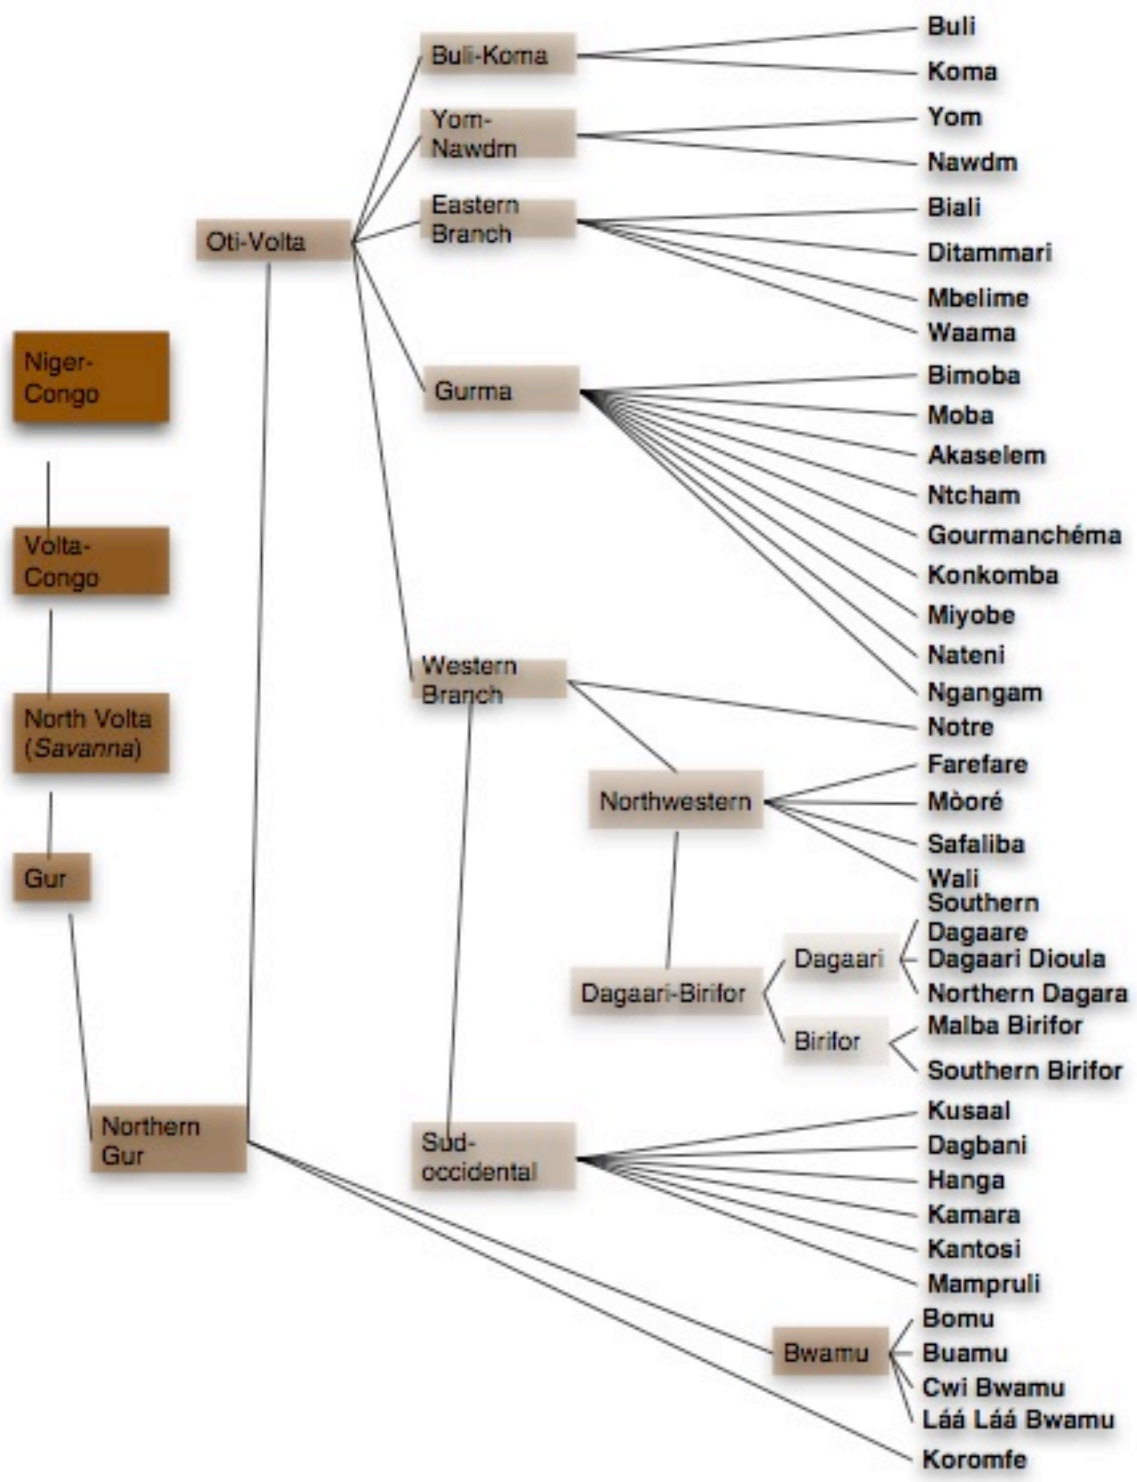 Buli
Buli-Koma
Koma
Yom
Yom-
Nawdm
Nawdm
Eastern
Branch
Biali
Oti-Volta
Ditammari
Mbelime
Waama
Niger-
Congo
Gurma
Bimoba
Moba
Akaselem
Ntcham
Gourmanchéma
Volta-
Congo
Konkomba
Miyobe
Nateni
Western
Branch
Ngangam
North Volta
(Savanna)
Notre
Farefare
Northwestern
Mòoré
Safaliba
Gur
Wali
Southern
Dagaare
Dagaari
Dagaari Dioula
Dagaari-Birifor
Northern Dagara
Birifor
Malba Birifor
Southern Birifor
Northern
Gur
Sud-
occidental
Kusaal
Dagbani
Hanga
Kamara
Kantosi
Mampruli
Bwamu
Bomu
Buamu
Cwi Bwamu
Láá Láá Bwamu
Koromfe